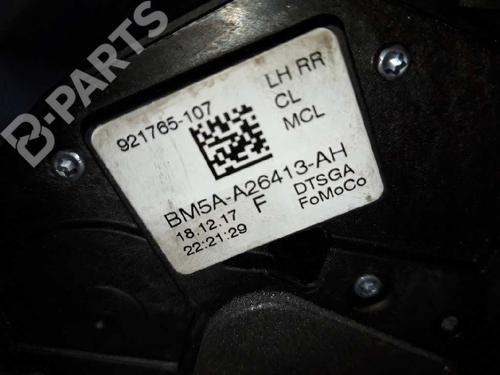 B-PARTS
921765-107
LH RR
CL
MCL
BM5A-A26413-AH
18.12.17 F DTSGA
22:21:29 FoMoCo